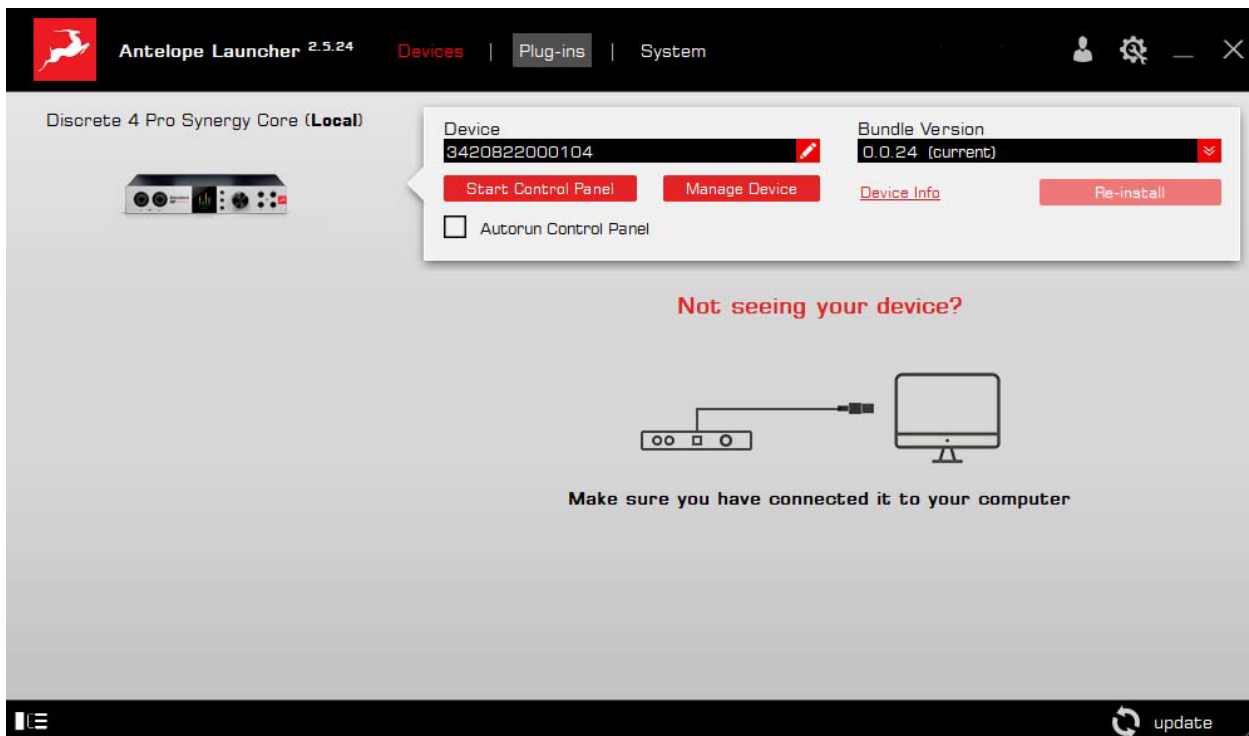 Antelope Launcher 2.5.24 Devices | Plug-ins | System
Discrete 4 Pro Synergy Core (Local)
Device Bundle Version
3420822000104 0.0.24 (current)
Start Control Panel Manage Device Device Info Re-install
Autorun Control Panel
Not seeing your device?
Make sure you have connected it to your computer
update